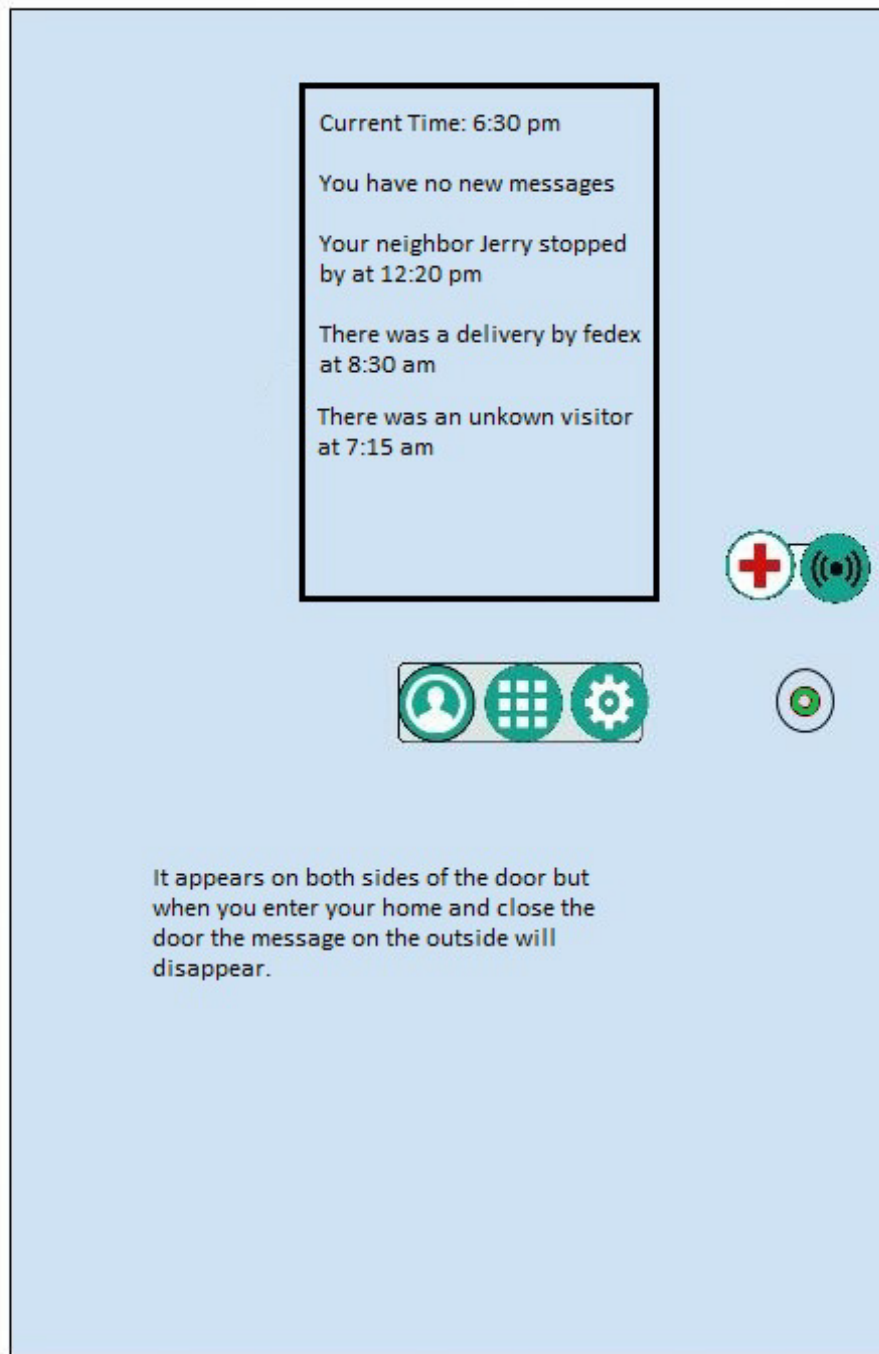 Current Time: 6:30 pm
You have no new messages
Your neighbor Jerry stopped
by at 12:20 pm
There was a delivery by fedex
at 8:30 am
There was an unkown visitor
at 7:15 am
It appears on both sides of the door but
when you enter your home and close the
door the message on the outside will
disappear.